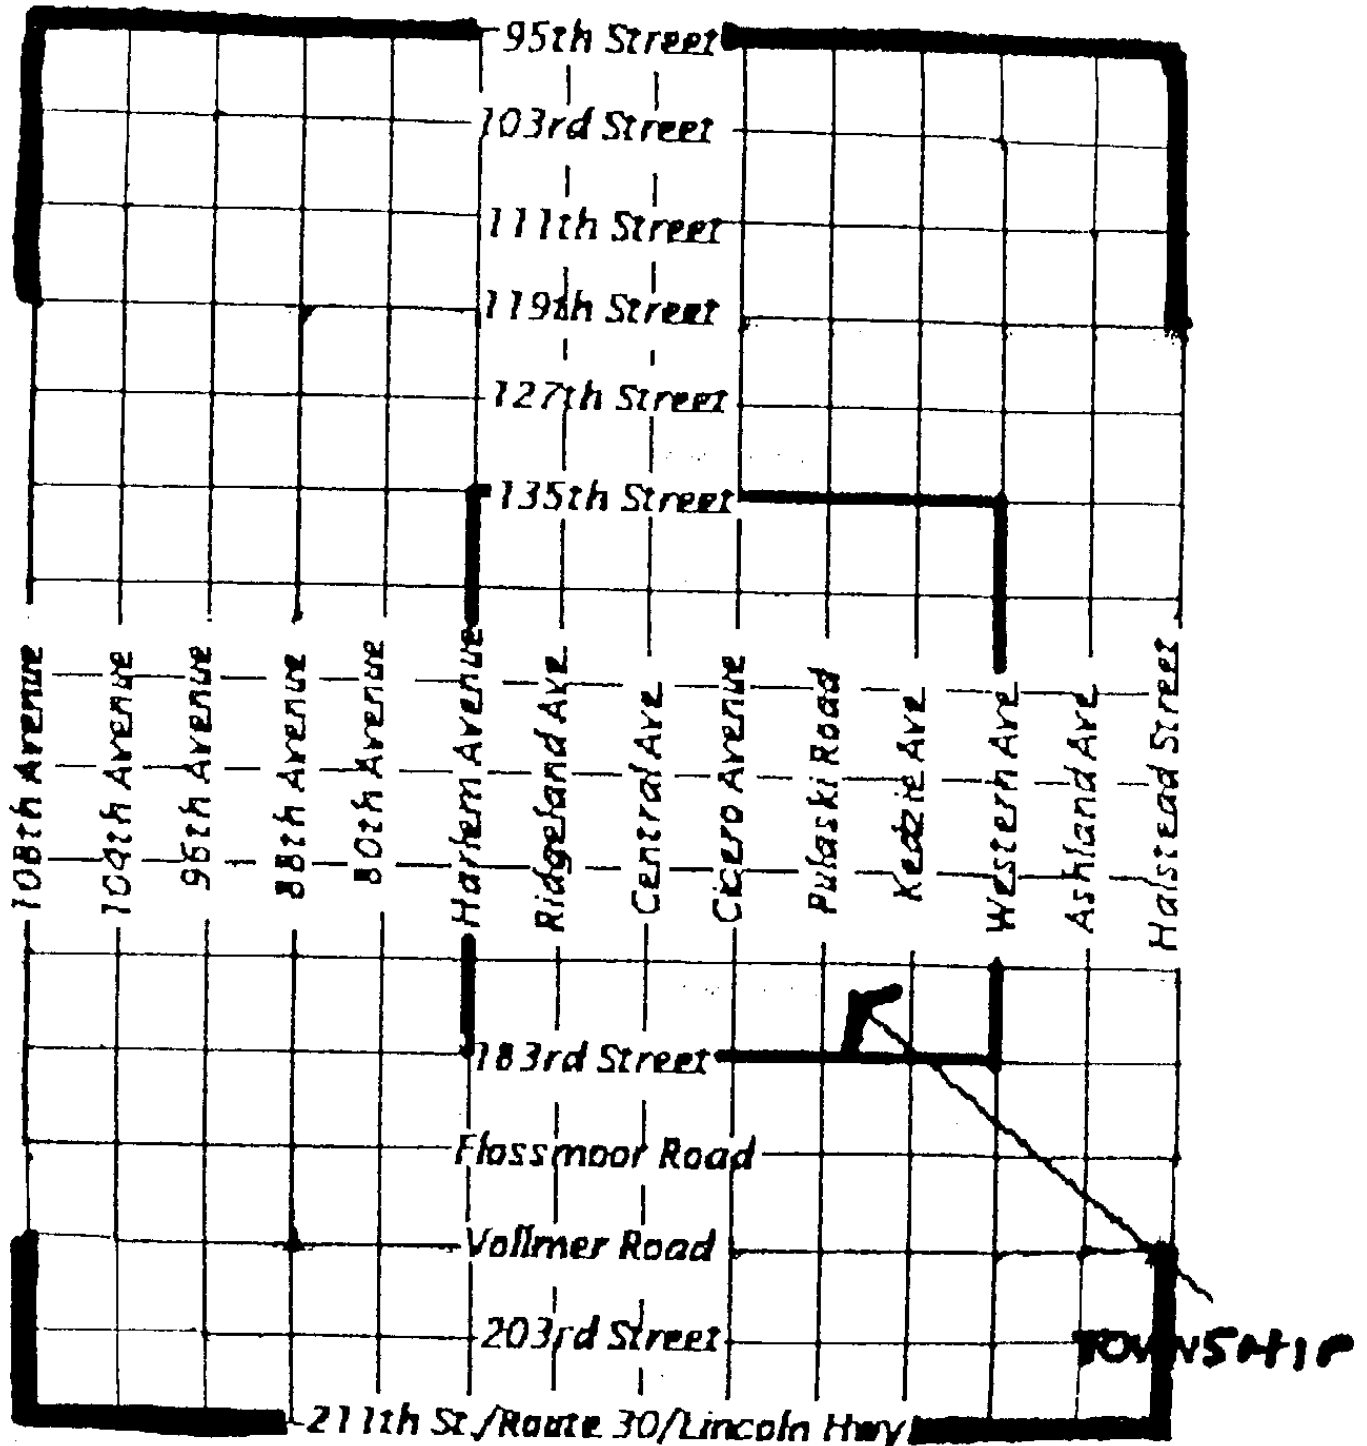 95th Street
103rd Street
111th Street
119th Street
127th Street
135th Street
108th Avenue
104th Avenue
96th Avenue
88th Avenue
80th Avenue
Harlem Avenue
Ridgeland Ave
Central Ave
Cicero Avenue
Pulaski Road
Kedzie Ave
Western Ave
Ashland Ave
Halstead Street
183rd Street
Flossmoor Road
Vollmer Road
203rd Street
TOWNSHIP
211th St./Route 30/Lincoln Hwy